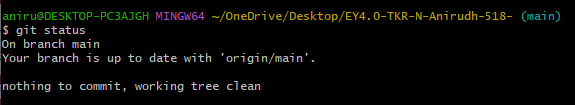 aniru@DESKTOP-PC3AJGH MINGW64 ~/OneDrive/Desktop/EY4.0-TKR-N-Anirudh-518- (main)
$ git status
On branch main
Your branch is up to date with 'origin/main'.
nothing to commit, working tree clean